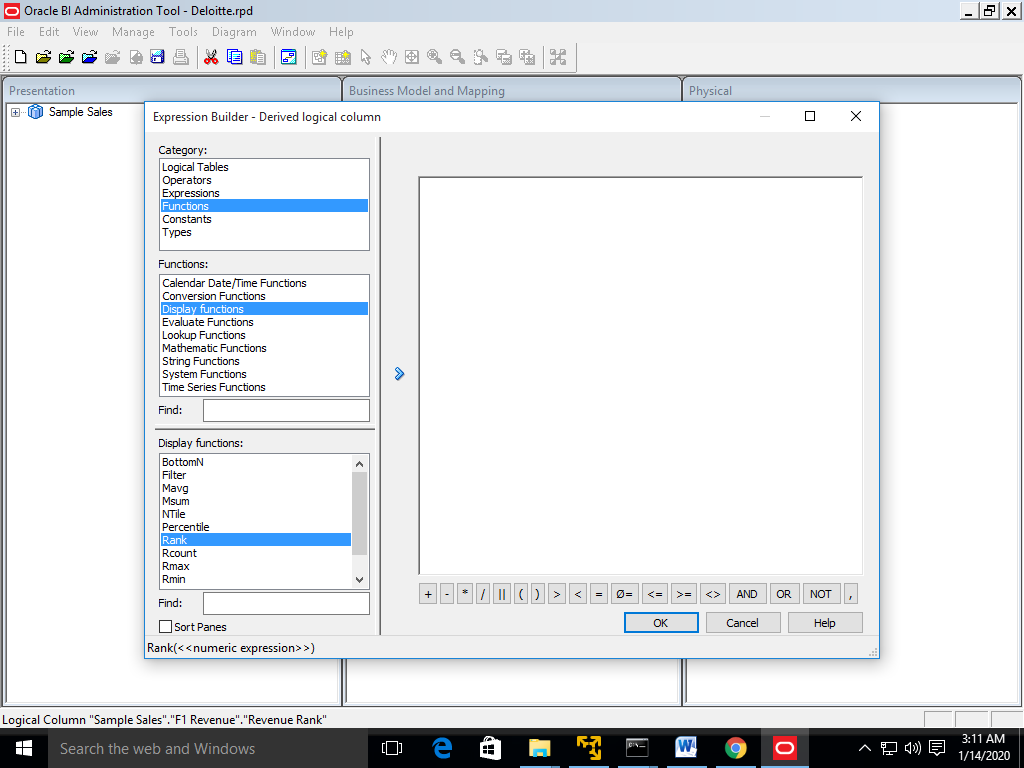 Oracle BI Administration Tool - Deloitte.rpd
File Edit View Manage Tools Diagram Window Help
Presentation
Business Model and Mapping
Physical
Sample Sales
Expression Builder - Derived logical column
Category:
Logical Tables
Operators
Expressions
Functions
Constants
Types
Functions:
Calendar Date/Time Functions
Conversion Functions
Display functions
Evaluate Functions
Lookup Functions
Mathematic Functions
String Functions
System Functions
Time Series Functions
Find:
Display functions:
BottomN
Filter
Mavg
Msum
NTile
Percentile
Rank
Rcount
Rmax
Rmin
Find:
Sort Panes
+ - * / || ( ) > < = Ø= <= >= <> AND OR NOT ,
OK Cancel Help
Rank(<<numeric expression>>)
Logical Column "Sample Sales"."F1 Revenue"."Revenue Rank"
Search the web and Windows
3:11 AM
1/14/2020